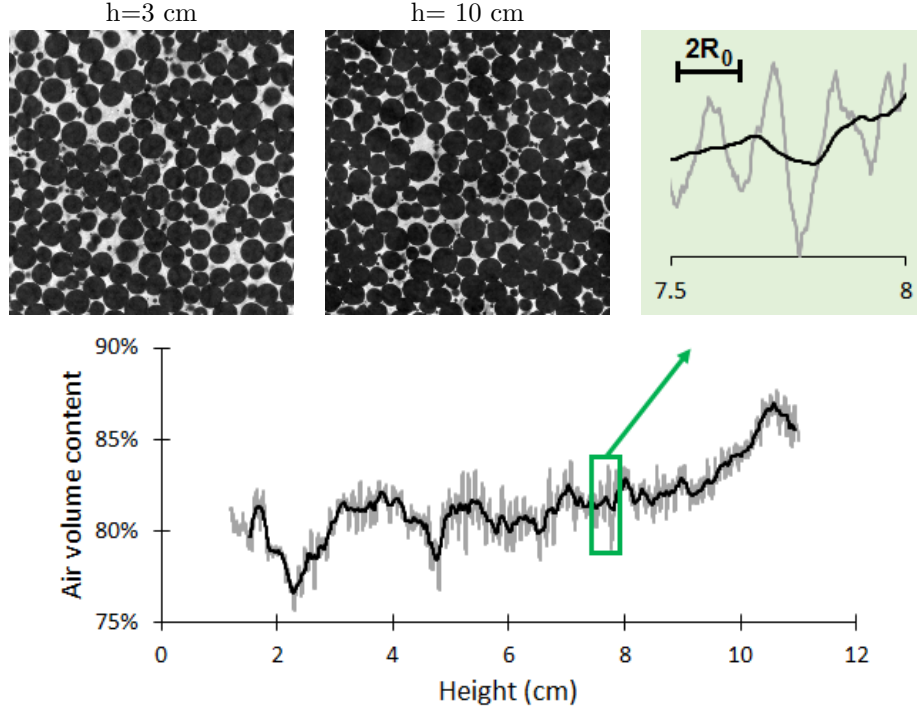 h=3 cm
h= 10 cm
2R₀
7.5
8
90%
85%
80%
75%
Air volume content
0
2
4
6
8
10
12
Height (cm)